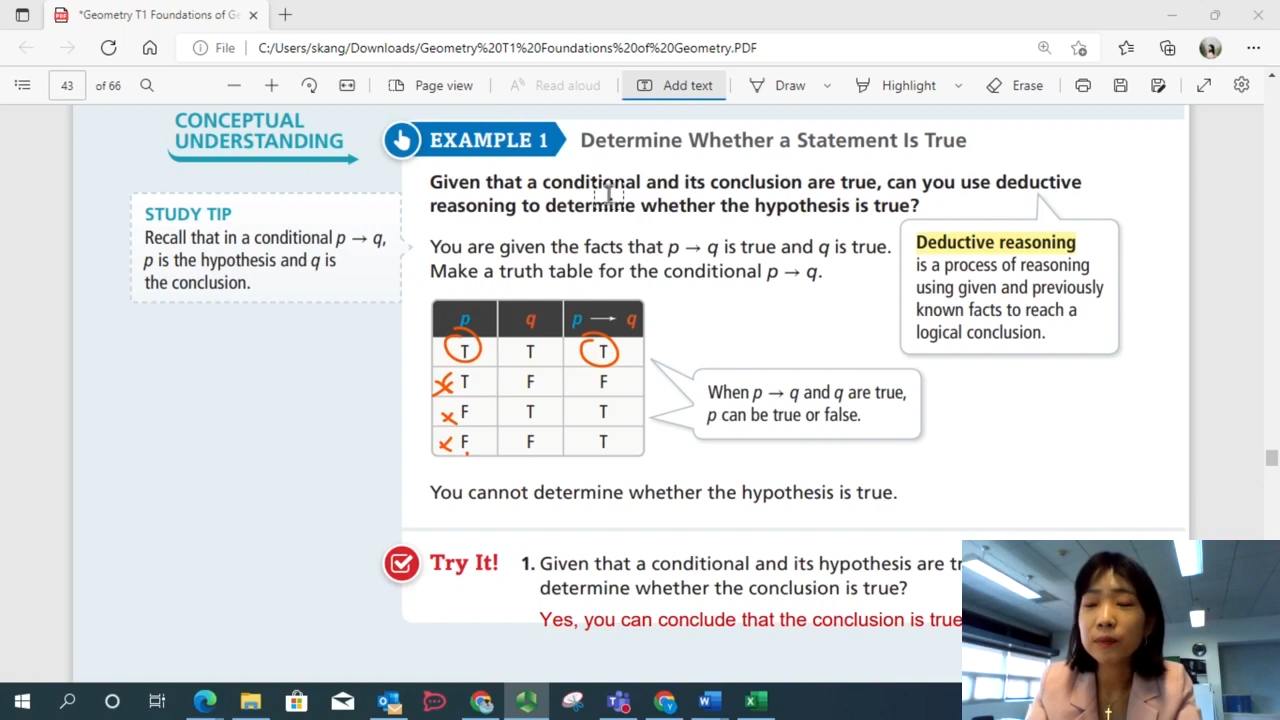 *Geometry T1 Foundations of Ge
File
C:/Users/skang/Downloads/Geometry%20T1%20Foundations%20of%20Geometry.PDF
43 of 66
Page view
Read aloud
Add text
Draw
Highlight
Erase
CONCEPTUAL
UNDERSTANDING
EXAMPLE 1 Determine Whether a Statement Is True
Given that a conditional and its conclusion are true, can you use deductive
reasoning to determine whether the hypothesis is true?
STUDY TIP
Recall that in a conditional p → q,
p is the hypothesis and q is
the conclusion.
You are given the facts that p → q is true and q is true.
Make a truth table for the conditional p → q.
Deductive reasoning
is a process of reasoning
using given and previously
known facts to reach a
logical conclusion.
p q p → q
T T T
T F F
F T T
F F T
When p → q and q are true,
p can be true or false.
You cannot determine whether the hypothesis is true.
Try It! 1. Given that a conditional and its hypothesis are
determine whether the conclusion is true?
Yes, you can conclude that the conclusion is true